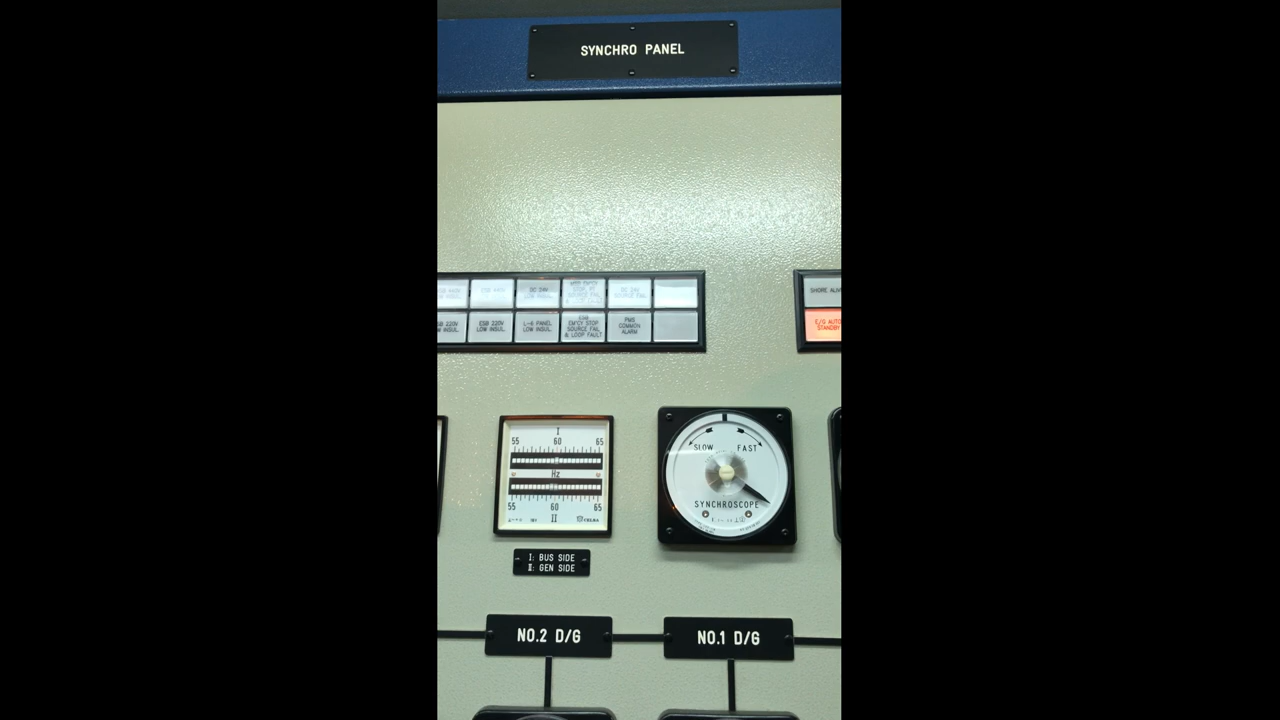 SYNCHRO PANEL
ESB 440V
DC 24V
LOW INSUL.
DC 24V
SOURCE FAIL
SHORE
220V
LOW INSUL.
ESB 220V
LOW INSUL.
L-G PANEL
LOW INSUL.
ESB
EM'CY STOP
SOURCE FAIL
& LOOP FAULT
PMS
COMMON
ALARM
E/G AUTO
STANDBY
I
55 60 65
Hz
55 60 65
II
SLOW FAST
SYNCHROSCOPE
I: BUS SIDE
II: GEN SIDE
NO.2 D/G
NO.1 D/G